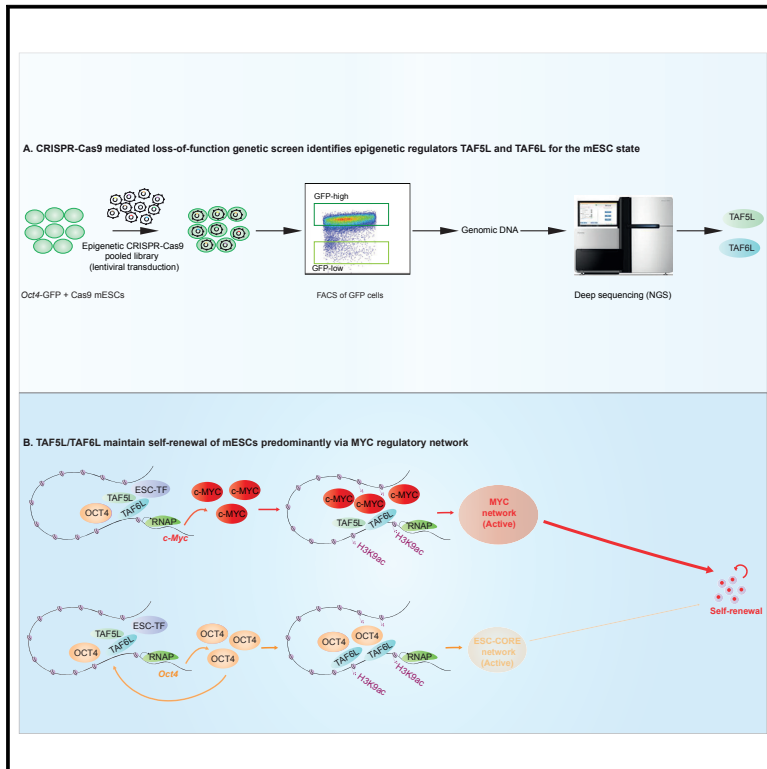 A. CRISPR-Cas9 mediated loss-of-function genetic screen identifies epigenetic regulators TAF5L and TAF6L for the mESC state
GFP-high
Epigenetic CRISPR-Cas9
pooled library
(lentiviral transduction)
GFP-low
Genomic DNA
TAF5L
TAF6L
Oct4-GFP + Cas9 mESCs
FACS of GFP cells
Deep sequencing (NGS)
B. TAF5L/TAF6L maintain self-renewal of mESCs predominantly via MYC regulatory network
ESC-TF
TAF5L
TAF6L
OCT4
RNAP
c-Myc
c-MYC
c-MYC
c-MYC
c-MYC
c-MYC
c-MYC
TAF5L
TAF6L
RNAP
H3K9ac
H3K9ac
MYC
network
(Active)
Self-renewal
ESC-TF
TAF5L
TAF6L
OCT4
RNAP
Oct4
OCT4
OCT4
OCT4
OCT4
OCT4
TAF6L
TAF6L
RNAP
H3K9ac
H3K9ac
ESC-CORE
network
(Active)